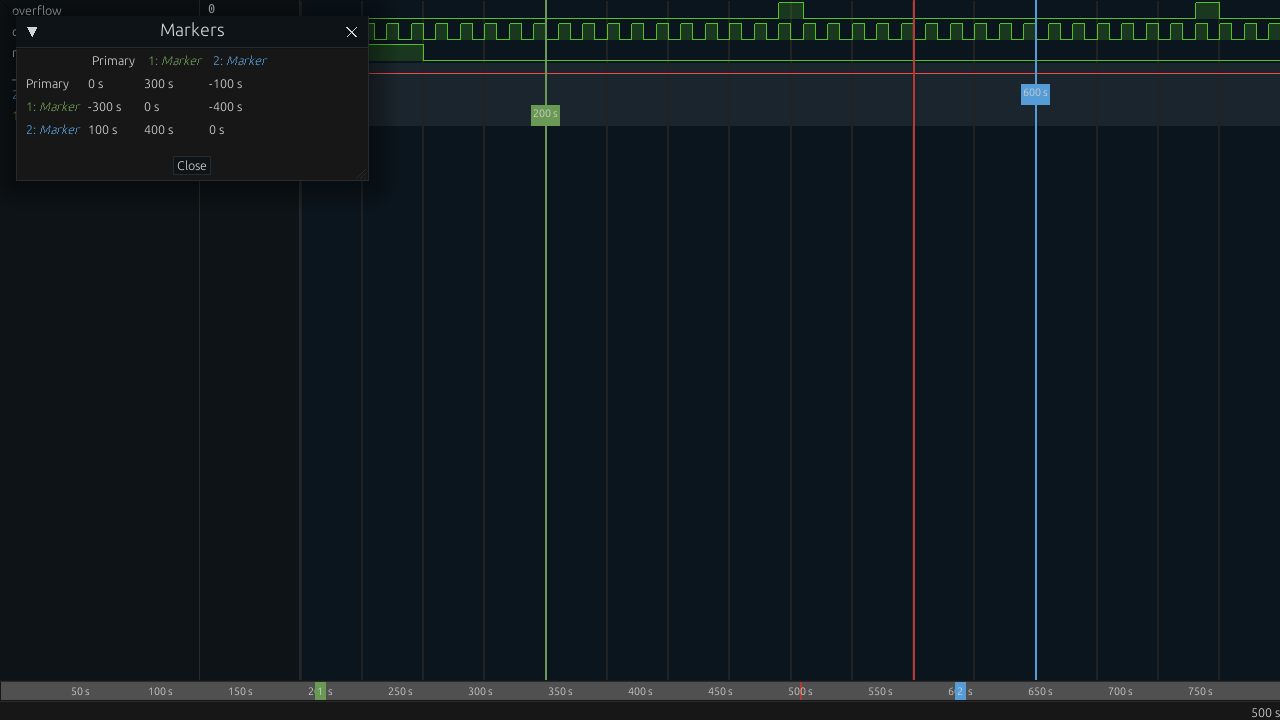 overflow 0
Markers
Primary 1: Marker 2: Marker
Primary 0 s 300 s -100 s
1: Marker -300 s 0 s -400 s
2: Marker 100 s 400 s 0 s
Close
600 s
200 s
50 s 100 s 150 s 1 s 250 s 300 s 350 s 400 s 450 s 500 s 550 s 2 s 650 s 700 s 750 s
500 s